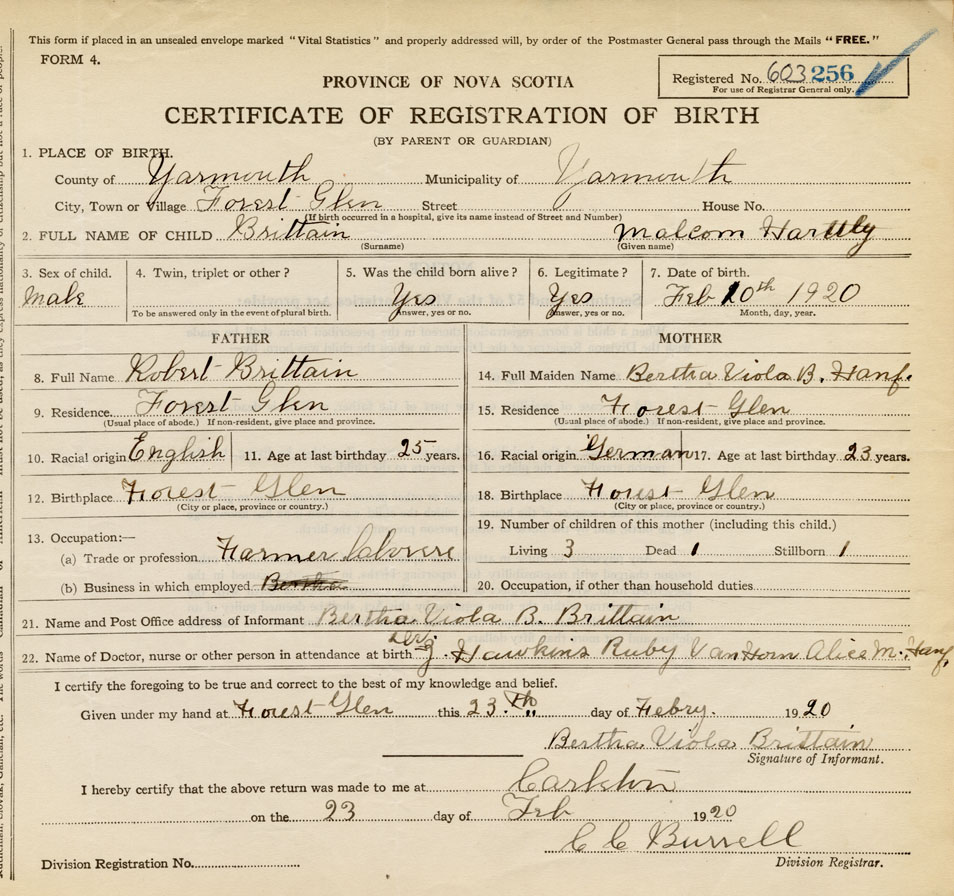 This form if placed in an unsealed envelope marked "Vital Statistics" and properly addressed will, by order of the Postmaster General pass through the Mails "FREE."
FORM 4.
PROVINCE OF NOVA SCOTIA
Registered No. 603256
For use of Registrar General only.
CERTIFICATE OF REGISTRATION OF BIRTH
(BY PARENT OR GUARDIAN)
1. PLACE OF BIRTH.
County of Yarmouth Municipality of Yarmouth
City, Town or Village Forest Glen Street House No.
(If birth occurred in a hospital, give its name instead of Street and Number)
2. FULL NAME OF CHILD Brittain Malcom Hartly
(Surname) (Given name)
3. Sex of child. 4. Twin, triplet or other? 5. Was the child born alive? 6. Legitimate? 7. Date of birth.
Male Yes Yes Feb 10th 1920
To be answered only in the event of plural birth. Answer, yes or no. Answer, yes or no. Month, day, year.
FATHER MOTHER
8. Full Name Robert Brittain 14. Full Maiden Name Bertha Viola B. Hanf.
9. Residence. Forest Glen 15. Residence Forest Glen
(Usual place of abode.) If non-resident, give place and province. (Usual place of abode.) If non-resident, give place and province.
10. Racial origin English 11. Age at last birthday 25 years. 16. Racial origin German 17. Age at last birthday 23 years.
12. Birthplace Forest Glen 18. Birthplace Forest Glen
(City or place, province or country.) (City or place, province or country.)
13. Occupation:— 19. Number of children of this mother (including this child.)
(a) Trade or profession Farmer Living 3 Dead 1 Stillborn 1
(b) Business in which employed Bertha 20. Occupation, if other than household duties
21. Name and Post Office address of Informant Bertha Viola B. Brittain
22. Name of Doctor, nurse or other person in attendance at birth Hawkins Ruby VanHorn Alice M. Hanf.
I certify the foregoing to be true and correct to the best of my knowledge and belief.
Given under my hand at Forest Glen this 23.Th day of Febry. 1920
Bertha Viola Brittain
Signature of Informant.
I hereby certify that the above return was made to me at Carleton
on the 23 day of Feb 1920
C C Burrell
Division Registrar.
Division Registration No.